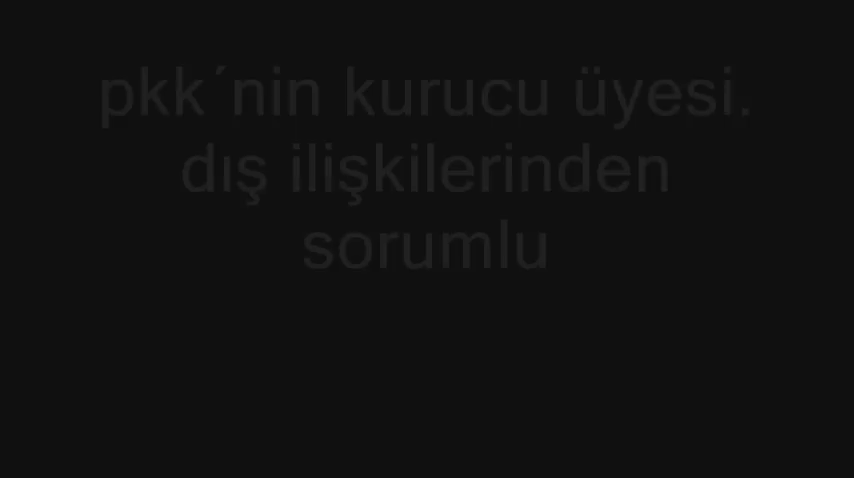 pkk´nin kurucu üyesi.
dış ilişkilerinden
sorumlu